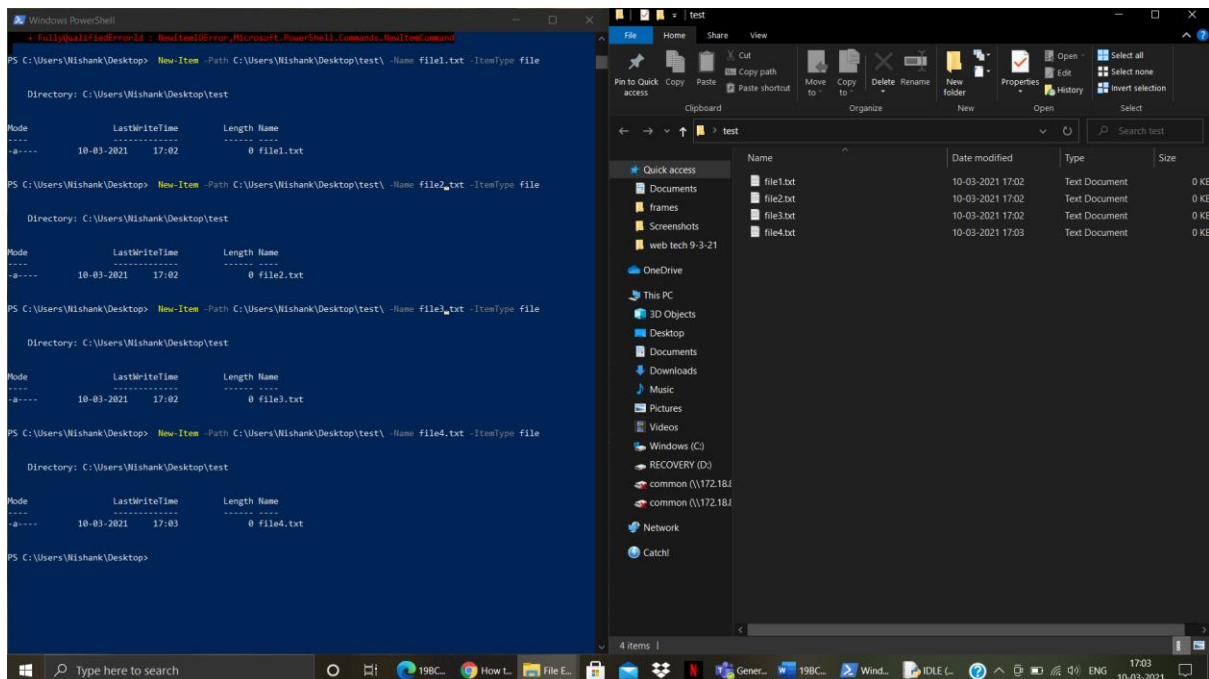 Windows PowerShell
+ FullyQualifiedErrorId : NewItemIOError,Microsoft.PowerShell.Commands.NewItemCommand
PS C:\Users\Nishank\Desktop> New-Item -Path C:\Users\Nishank\Desktop\test\ -Name file1.txt -ItemType file
Directory: C:\Users\Nishank\Desktop\test
Mode LastWriteTime Length Name
---- ------------- ------ ----
-a---- 10-03-2021 17:02 0 file1.txt
PS C:\Users\Nishank\Desktop> New-Item -Path C:\Users\Nishank\Desktop\test\ -Name file2.txt -ItemType file
Directory: C:\Users\Nishank\Desktop\test
Mode LastWriteTime Length Name
---- ------------- ------ ----
-a---- 10-03-2021 17:02 0 file2.txt
PS C:\Users\Nishank\Desktop> New-Item -Path C:\Users\Nishank\Desktop\test\ -Name file3.txt -ItemType file
Directory: C:\Users\Nishank\Desktop\test
Mode LastWriteTime Length Name
---- ------------- ------ ----
-a---- 10-03-2021 17:02 0 file3.txt
PS C:\Users\Nishank\Desktop> New-Item -Path C:\Users\Nishank\Desktop\test\ -Name file4.txt -ItemType file
Directory: C:\Users\Nishank\Desktop\test
Mode LastWriteTime Length Name
---- ------------- ------ ----
-a---- 10-03-2021 17:03 0 file4.txt
PS C:\Users\Nishank\Desktop>
test
File Home Share View
Pin to Quick access
Copy
Paste
Cut
Copy path
Paste shortcut
Clipboard
Move to
Copy to
Delete
Rename
Organize
New folder
New
Properties
Open
Edit
History
Open
Select all
Select none
Invert selection
Select
test
Search test
Quick access
Documents
frames
Screenshots
web tech 9-3-21
OneDrive
This PC
3D Objects
Desktop
Documents
Downloads
Music
Pictures
Videos
Windows (C:)
RECOVERY (D:)
common (\\172.18.8
common (\\172.18.8
Network
Catch!
Name Date modified Type Size
file1.txt 10-03-2021 17:02 Text Document 0 KB
file2.txt 10-03-2021 17:02 Text Document 0 KB
file3.txt 10-03-2021 17:02 Text Document 0 KB
file4.txt 10-03-2021 17:03 Text Document 0 KB
4 items
Type here to search
19BC...
How t...
File E...
N
Gener...
19BC...
Wind...
IDLE (...
ENG
17:03
10-03-2021